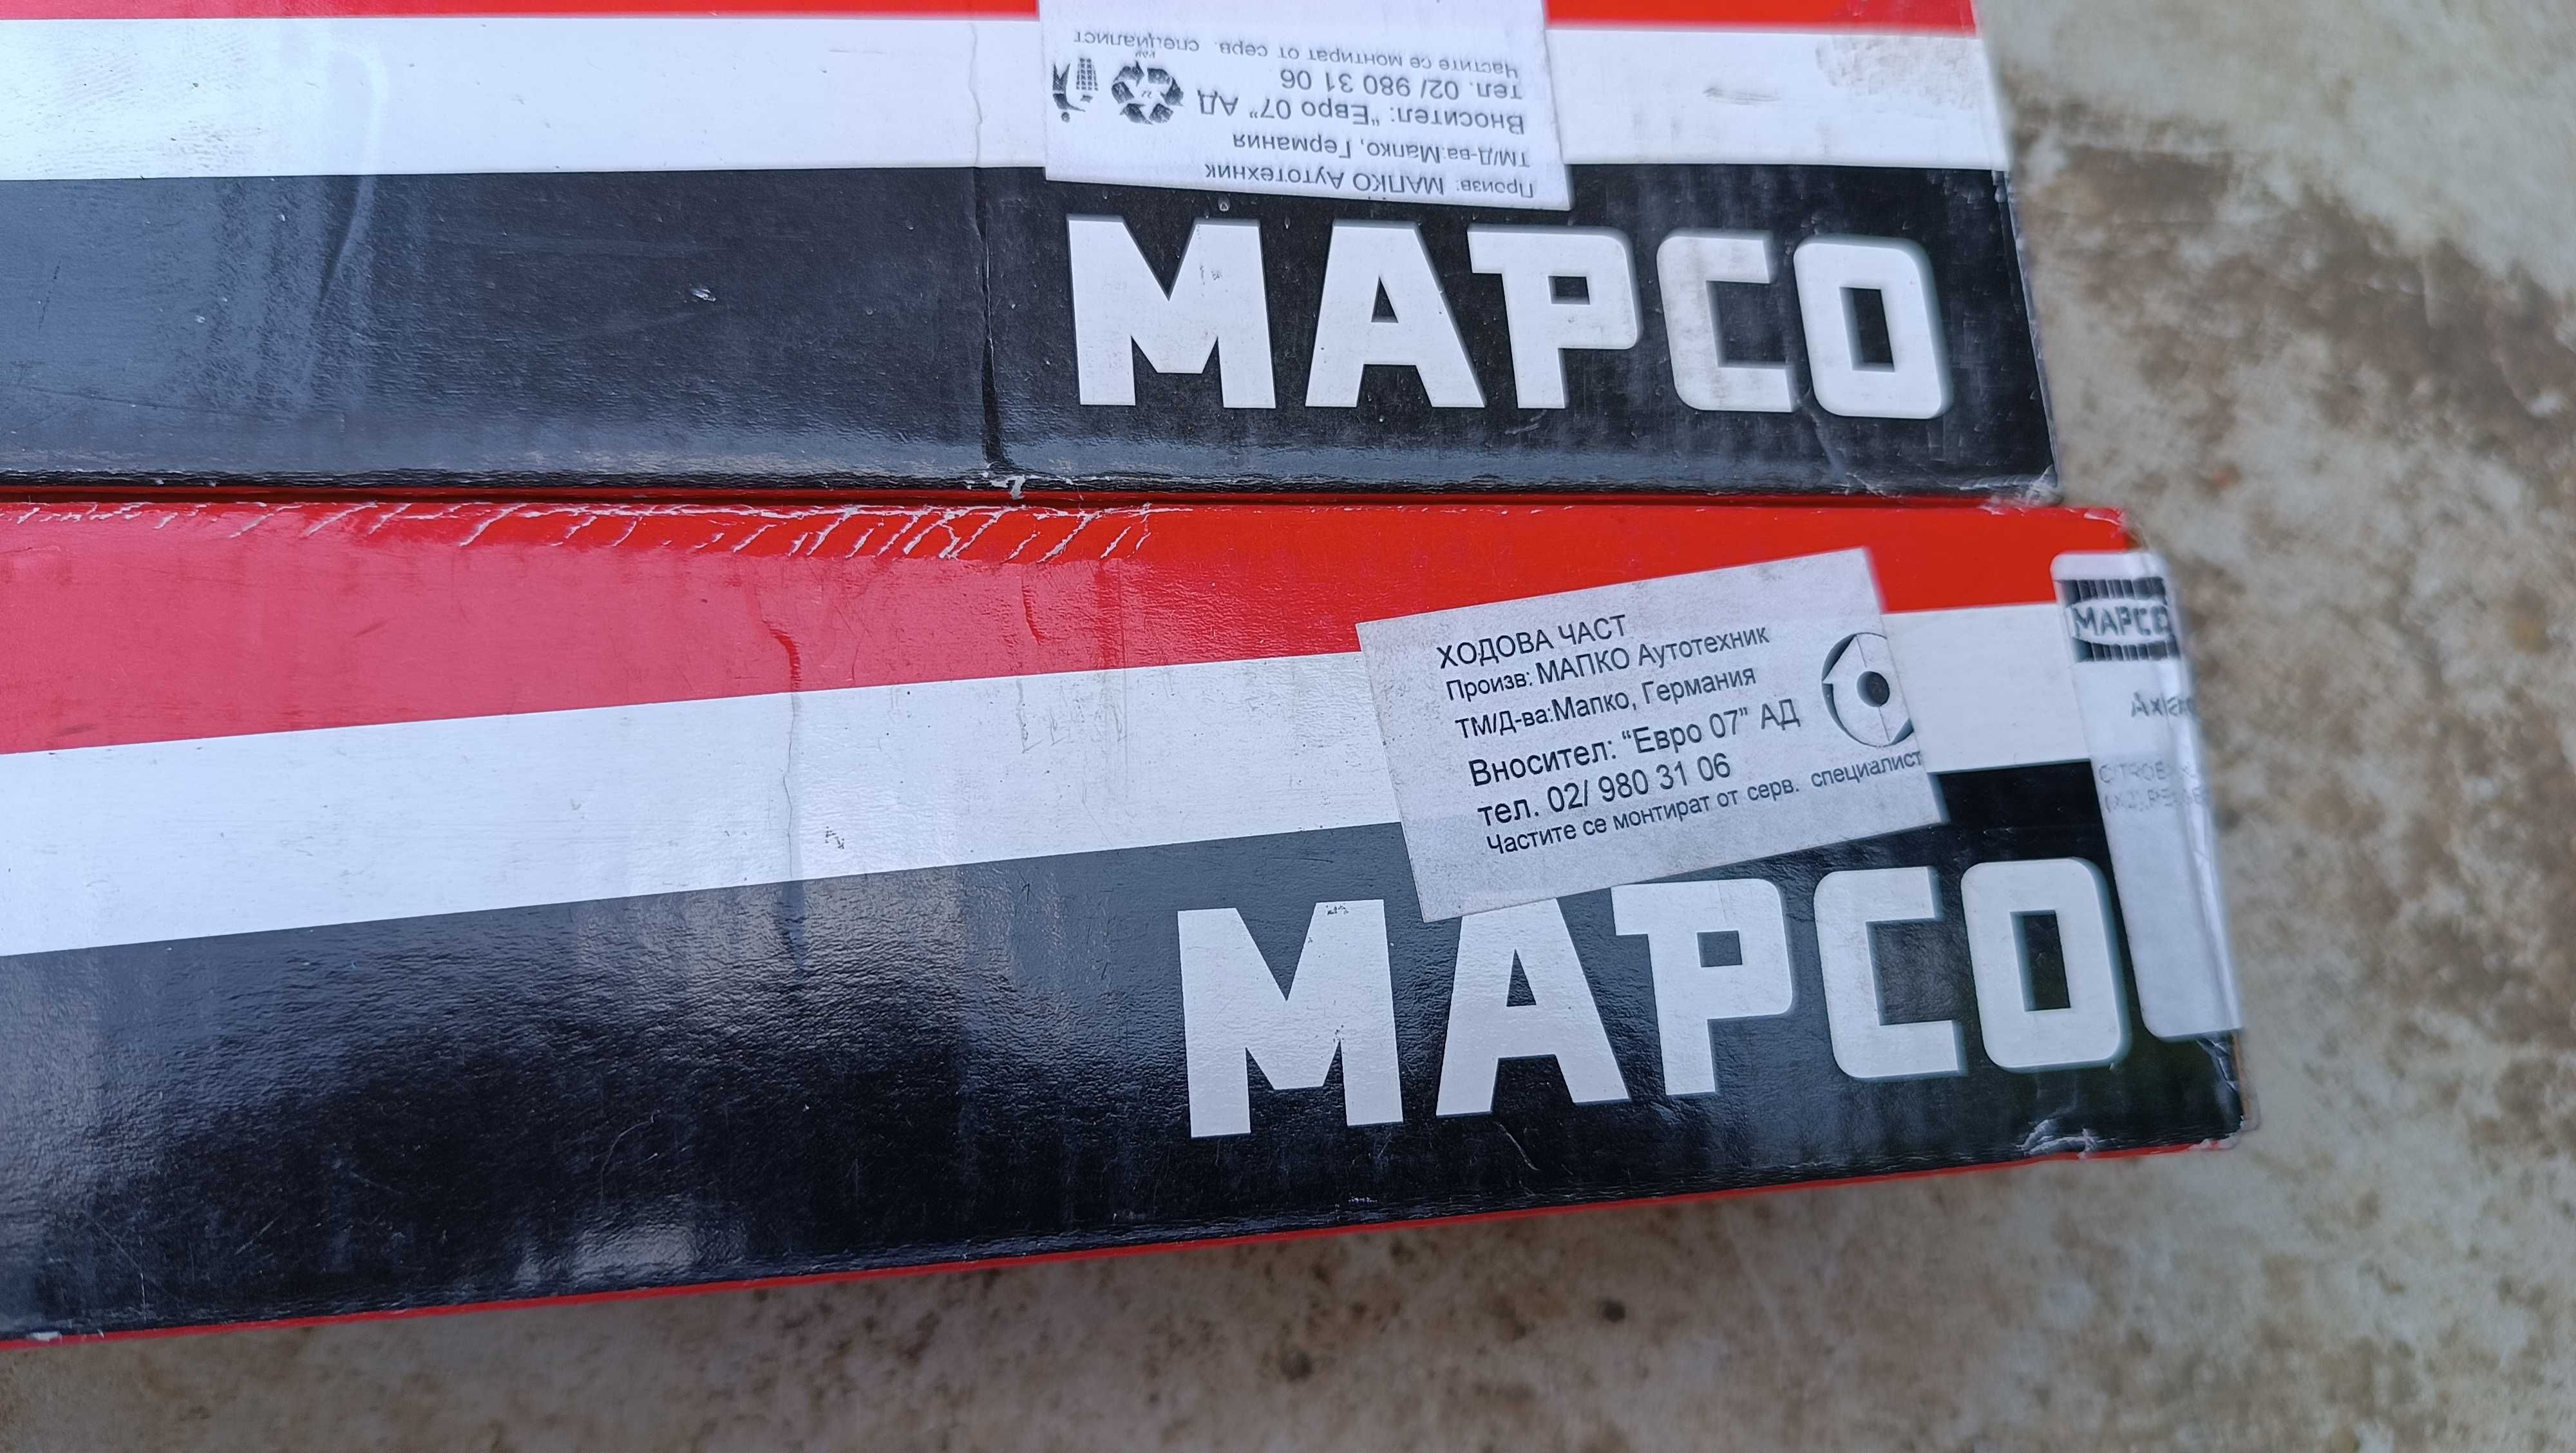 Произв: МАПКО Аутотехник
ТМ/Д-ва:Мапко, Германия
Вносител: "Евро 07" АД
тел. 02/ 980 31 06
Частите се монтират от серв. специалист
MAPCO
ХОДОВА ЧАСТ
Произв: МАПКО Аутотехник
ТМ/Д-ва:Мапко, Германия
Вносител: "Евро 07" АД
тел. 02/ 980 31 06
Частите се монтират от серв. специалист
MAPCO
MAPCO